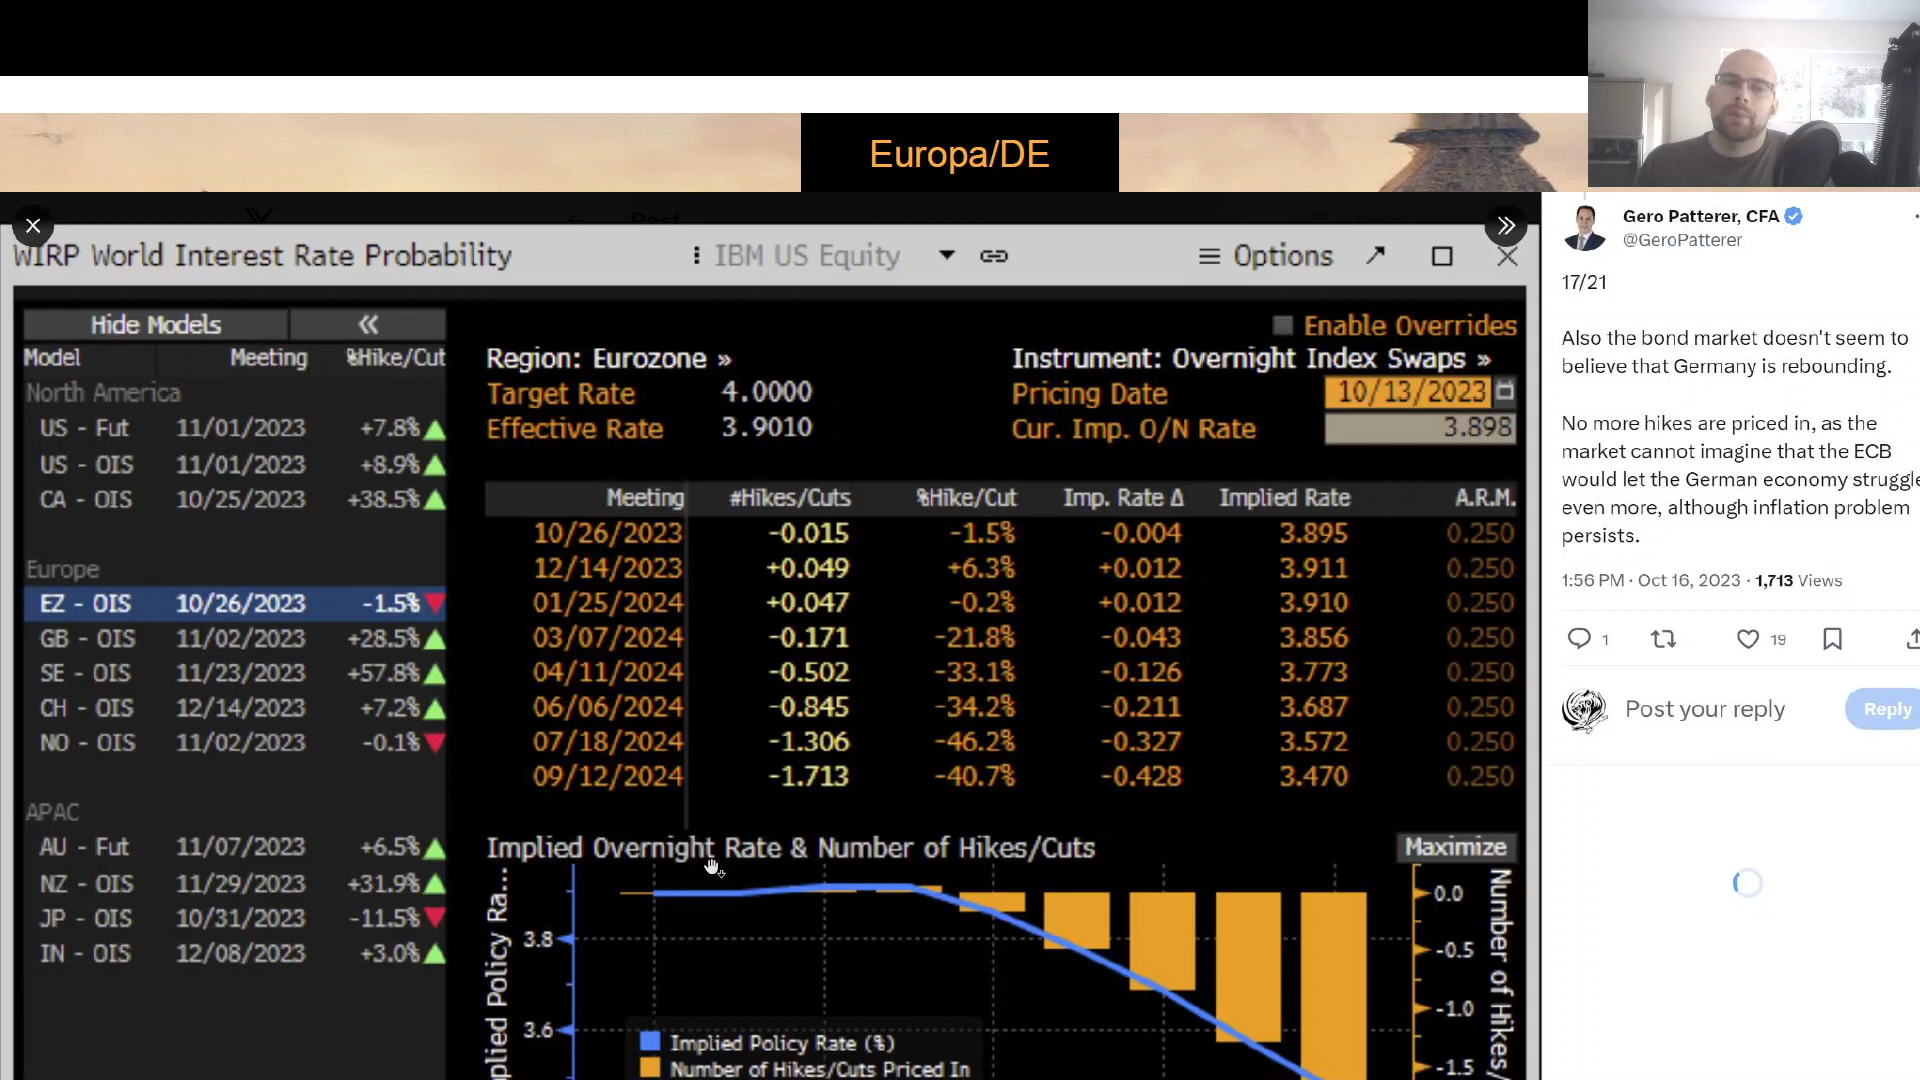 Europa/DE
WIRP World Interest Rate Probability
IBM US Equity
Options
Hide Models
Enable Overrides
Model Meeting %Hike/Cut
North America
US - Fut 11/01/2023 +7.8%
US - OIS 11/01/2023 +8.9%
CA - OIS 10/25/2023 +38.5%
Europe
EZ - OIS 10/26/2023 -1.5%
GB - OIS 11/02/2023 +28.5%
SE - OIS 11/23/2023 +57.8%
CH - OIS 12/14/2023 +7.2%
NO - OIS 11/02/2023 -0.1%
APAC
AU - Fut 11/07/2023 +6.5%
NZ - OIS 11/29/2023 +31.9%
JP - OIS 10/31/2023 -11.5%
IN - OIS 12/08/2023 +3.0%
Region: Eurozone » Instrument: Overnight Index Swaps »
Target Rate 4.0000 Pricing Date 10/13/2023
Effective Rate 3.9010 Cur. Imp. O/N Rate 3.898
Meeting #Hikes/Cuts %Hike/Cut Imp. Rate Δ Implied Rate A.R.M.
10/26/2023 -0.015 -1.5% -0.004 3.895 0.250
12/14/2023 +0.049 +6.3% +0.012 3.911 0.250
01/25/2024 +0.047 -0.2% +0.012 3.910 0.250
03/07/2024 -0.171 -21.8% -0.043 3.856 0.250
04/11/2024 -0.502 -33.1% -0.126 3.773 0.250
06/06/2024 -0.845 -34.2% -0.211 3.687 0.250
07/18/2024 -1.306 -46.2% -0.327 3.572 0.250
09/12/2024 -1.713 -40.7% -0.428 3.470 0.250
Implied Overnight Rate & Number of Hikes/Cuts
Maximize
3.8
3.6
0.0
-0.5
-1.0
-1.5
Number of Hikes/
Implied Policy Rate (%)
Number of Hikes/Cuts Priced In
Gero Patterer, CFA
@GeroPatterer
17/21
Also the bond market doesn't seem to
believe that Germany is rebounding.
No more hikes are priced in, as the
market cannot imagine that the ECB
would let the German economy struggle
even more, although inflation problem
persists.
1:56 PM · Oct 16, 2023 · 1,713 Views
1
19
Post your reply
Reply